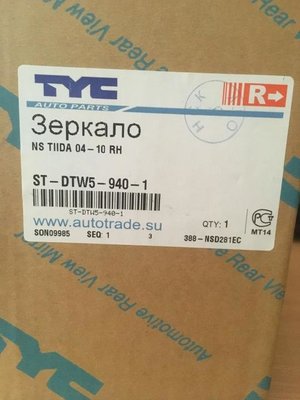 TYC
AUTO PARTS
R
Зеркало
NS TIIDA 04-10 RH
ST-DTW5-940-1
ST-DTW5-940-1
QTY: 1
www.autotrade.su
MT14
SON09985 SEQ: 1 3 388-NSD281EC
Automotive Rear View Mirror